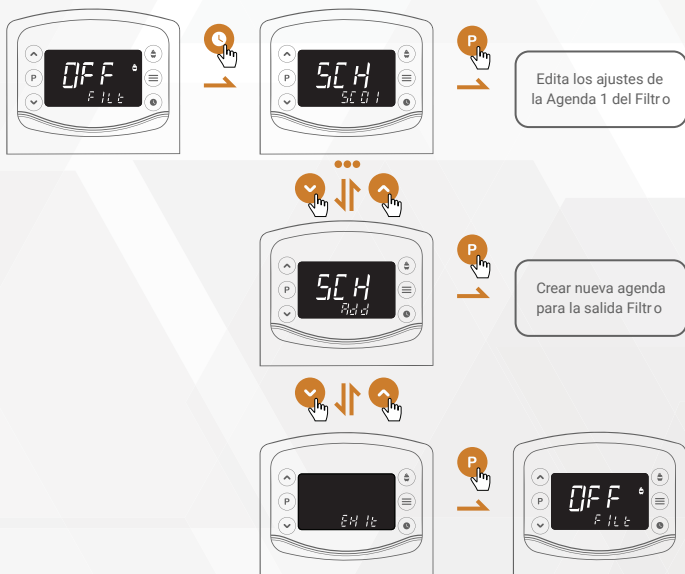 OFF
FILt
P
SCH
SC01
P
P
Edita los ajustes de
la Agenda 1 del Filtro
SCH
Add
P
P
Crear nueva agenda
para la salida Filtro
EHIt
P
P
OFF
FILt
P